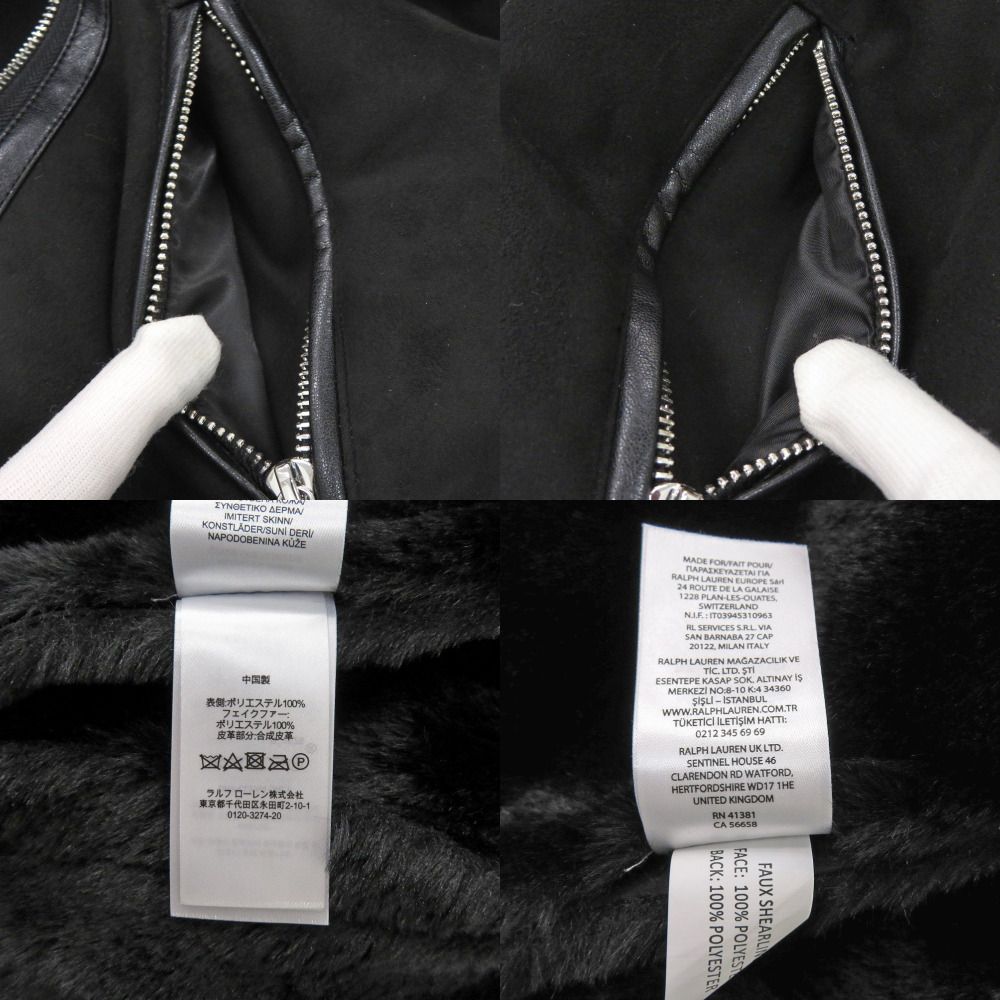 ΣΥΝΘΕΤΙΚΟ ΔΕΡΜΑ/
IMITERT SKINN/
KONSTLÄDER/SUNİ DERİ/
NAPODOBENINA KŮŽE
中国製
表側:ポリエステル100%
フェイクファー:
ポリエステル100%
皮革部分:合成皮革
P
ラルフ ローレン株式会社
東京都千代田区永田町2-10-1
0120-3274-20
MADE FOR/FAIT POUR/
ΠΑΡΑΣΚΕΥΑΖΕΤΑΙ ΓΙΑ
RALPH LAUREN EUROPE Sàrl
24 ROUTE DE LA GALAISE
1228 PLAN-LES-OUATES,
SWITZERLAND
N.I.F. : IT03945310963
RL SERVICES S.R.L. VIA
SAN BARNABA 27 CAP
20122, MILAN ITALY
RALPH LAUREN MAĞAZACILIK VE
TİC. LTD. ŞTİ
ESENTEPE KASAP SOK. ALTINAY İŞ
MERKEZİ NO:8-10 K:4 34360
ŞİŞLİ – İSTANBUL
WWW.RALPHLAUREN.COM.TR
TÜKETİCİ İLETİŞİM HATTI:
0212 345 69 69
RALPH LAUREN UK LTD.
SENTINEL HOUSE 46
CLARENDON RD WATFORD,
HERTFORDSHIRE WD17 1HE
UNITED KINGDOM
RN 41381
CA 56658
FAUX SHEARLIN
FACE: 100% POLYESTE
BACK: 100% POLYESTER